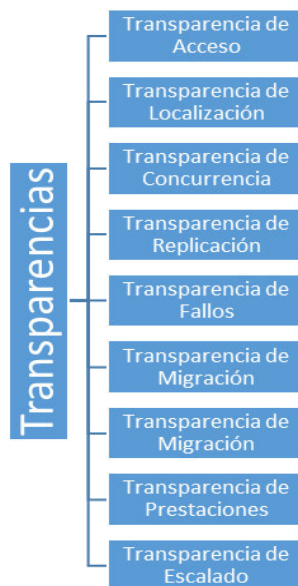 Transparencias
Transparencia de
Acceso
Transparencia de
Localización
Transparencia de
Concurrencia
Transparencia de
Replicación
Transparencia de
Fallos
Transparencia de
Migración
Transparencia de
Migración
Transparencia de
Prestaciones
Transparencia de
Escalado